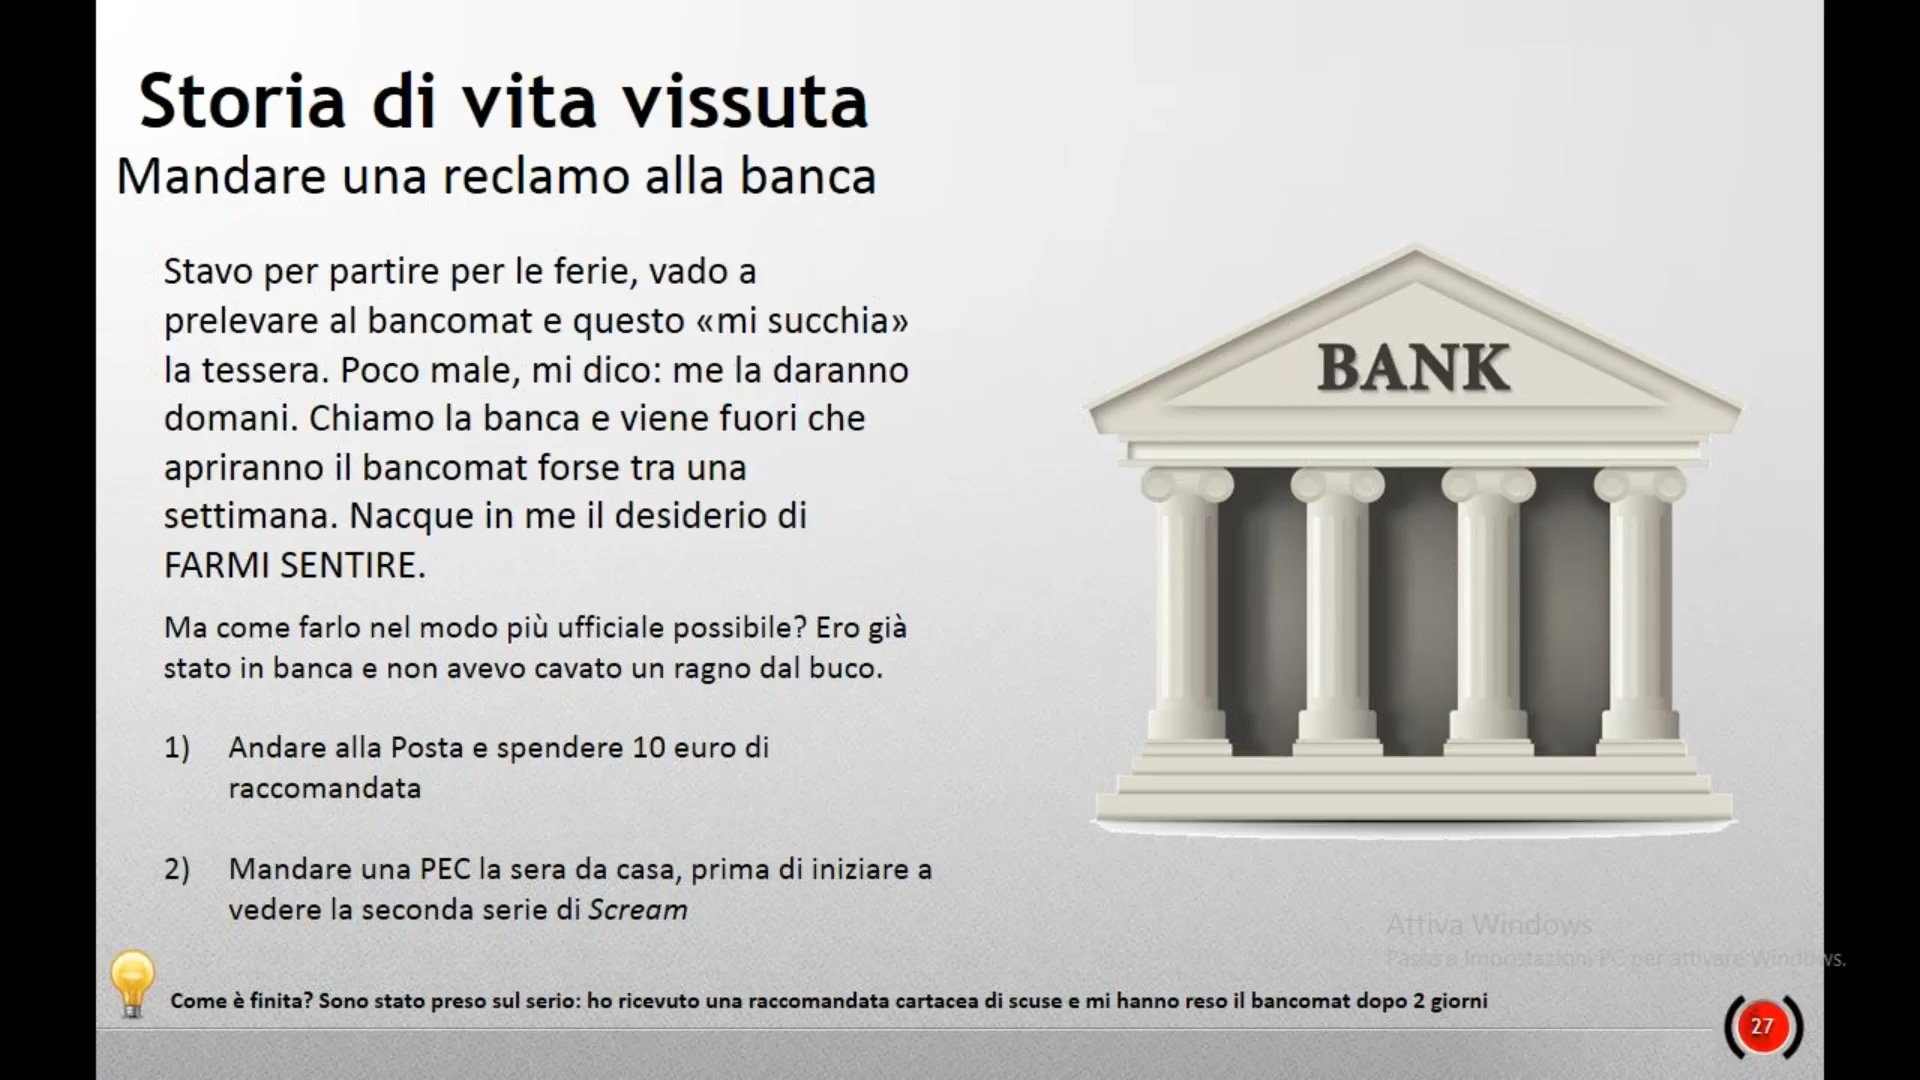 Storia di vita vissuta
Mandare una reclamo alla banca
Stavo per partire per le ferie, vado a
prelevare al bancomat e questo «mi succhia»
la tessera. Poco male, mi dico: me la daranno
domani. Chiamo la banca e viene fuori che
apriranno il bancomat forse tra una
settimana. Nacque in me il desiderio di
FARMI SENTIRE.
Ma come farlo nel modo più ufficiale possibile? Ero già
stato in banca e non avevo cavato un ragno dal buco.
1) Andare alla Posta e spendere 10 euro di
raccomandata
2) Mandare una PEC la sera da casa, prima di iniziare a
vedere la seconda serie di Scream
BANK
Attiva Windows
Passa a Impostazioni PC per attivare Windows.
Come è finita? Sono stato preso sul serio: ho ricevuto una raccomandata cartacea di scuse e mi hanno reso il bancomat dopo 2 giorni
27